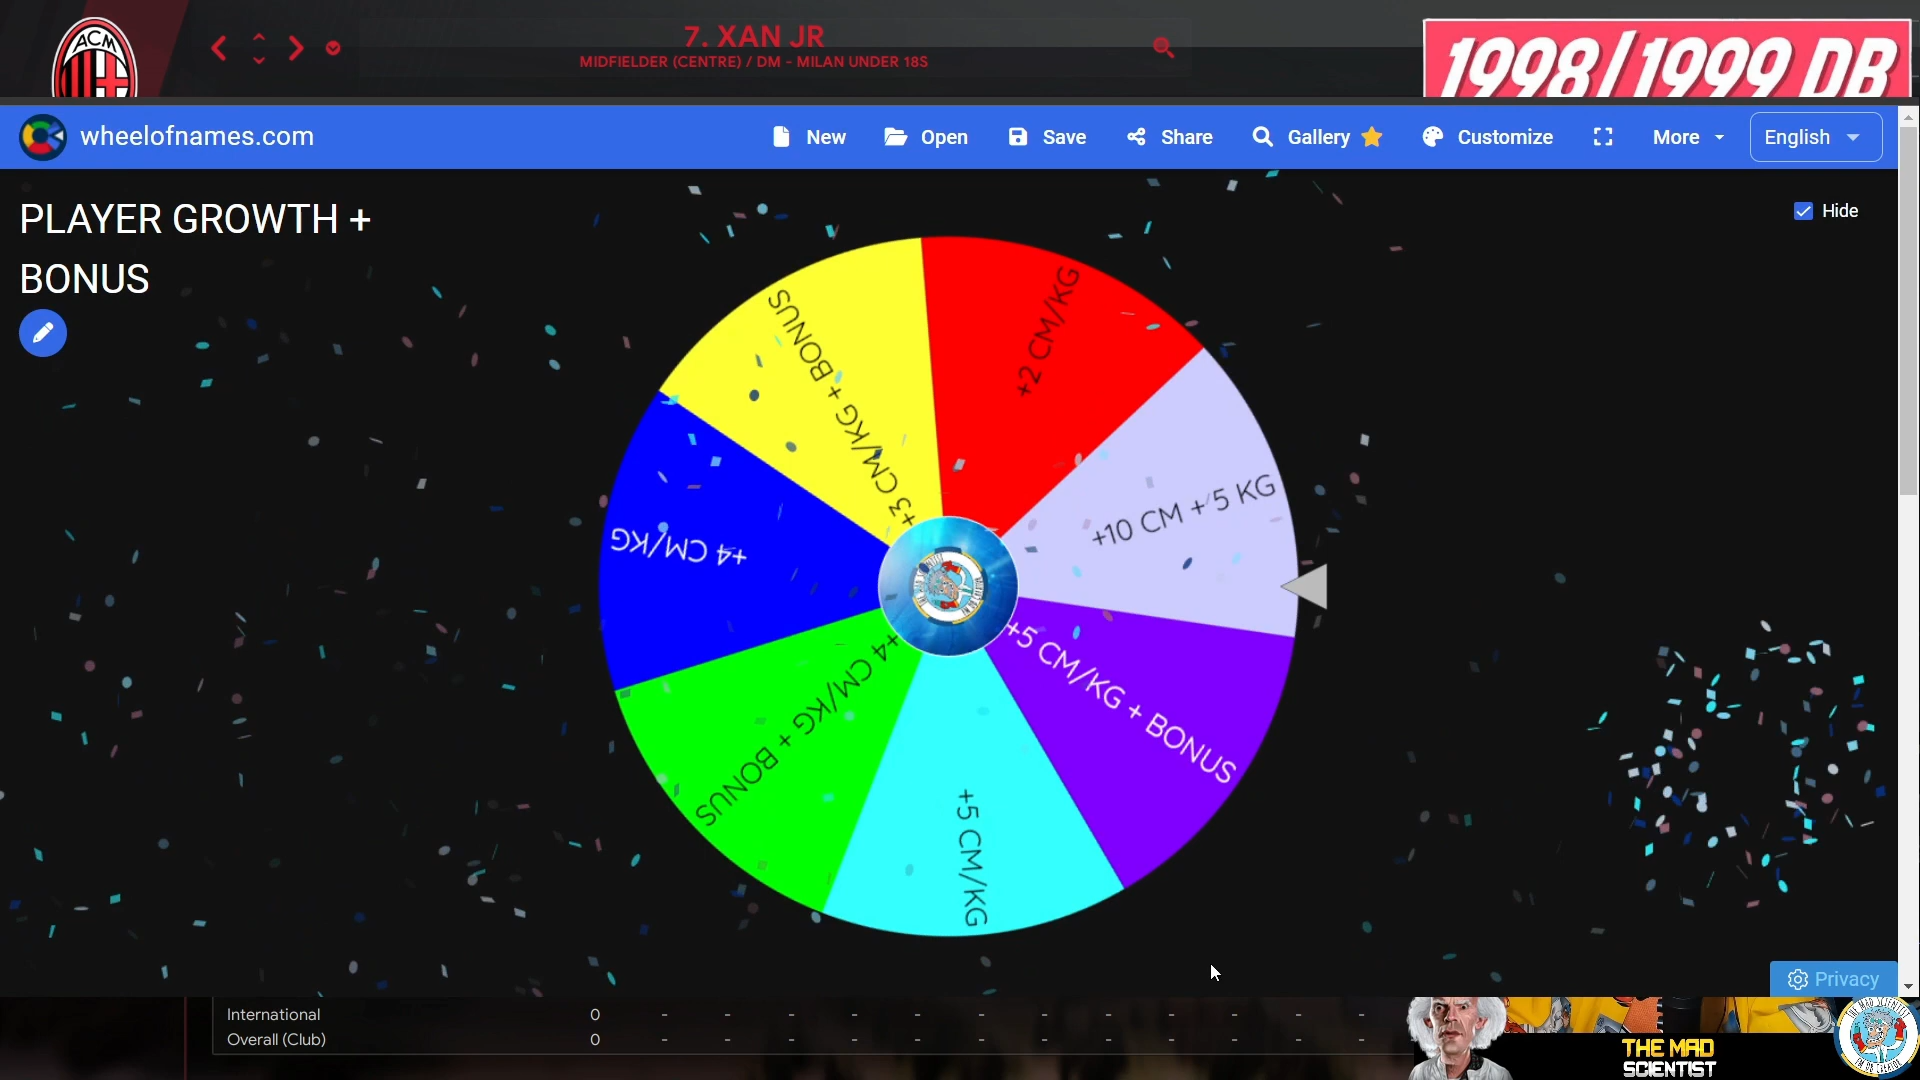 ACM
7. XAN JR
MIDFIELDER (CENTRE) / DM - MILAN UNDER 18S
1998/1999 DB
wheelofnames.com
New
Open
Save
Share
Gallery
Customize
More
English
PLAYER GROWTH +
BONUS
Hide
+2 CM/KG
+10 CM + 5 KG
+5 CM/KG + BONUS
+5 CM/KG
+4 CM/KG + BONUS
+4 CM/KG
+3 CM/KG + BONUS
Privacy
International 0 - - - - - - - - - - - -
Overall (Club) 0 - - - - - - - - - - - -
THE MAD
SCIENTIST